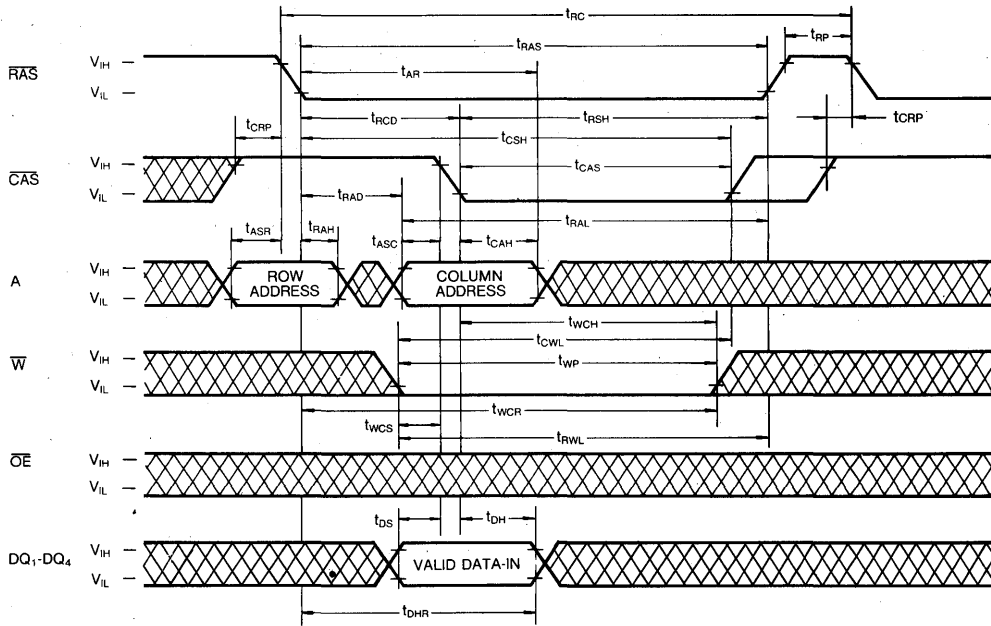 tRC
tRP
tRAS
RAS VIH
VIL
tAR
tCRP
tRCD
tRSH
tCRP
tCSH
CAS VIH
VIL
tCAS
tRAD
tRAL
tASR
tRAH
tASC
tCAH
A VIH
VIL
ROW ADDRESS
COLUMN ADDRESS
tWCH
tCWL
W VIH
VIL
tWP
tWCR
tWCS
tRWL
OE VIH
VIL
tDS
tDH
DQ1-DQ4 VIH
VIL
VALID DATA-IN
tDHR